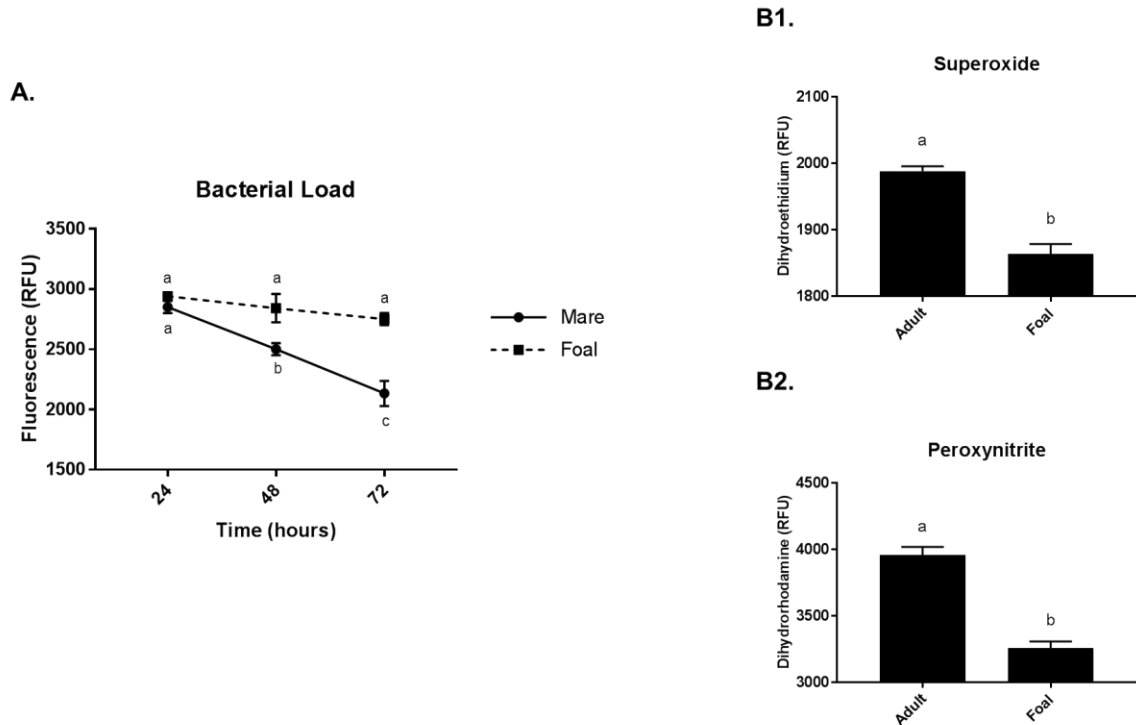 A.
Bacterial Load
Fluorescence (RFU)
3500
3000
2500
2000
1500
a
a
a
a
b
c
24
48
72
Time (hours)
Mare
Foal
B1.
Superoxide
Dihydroethidium (RFU)
2100
2000
1900
1800
a
b
Adult
Foal
B2.
Peroxynitrite
Dihydrorhodamine (RFU)
4500
4000
3500
3000
a
b
Adult
Foal